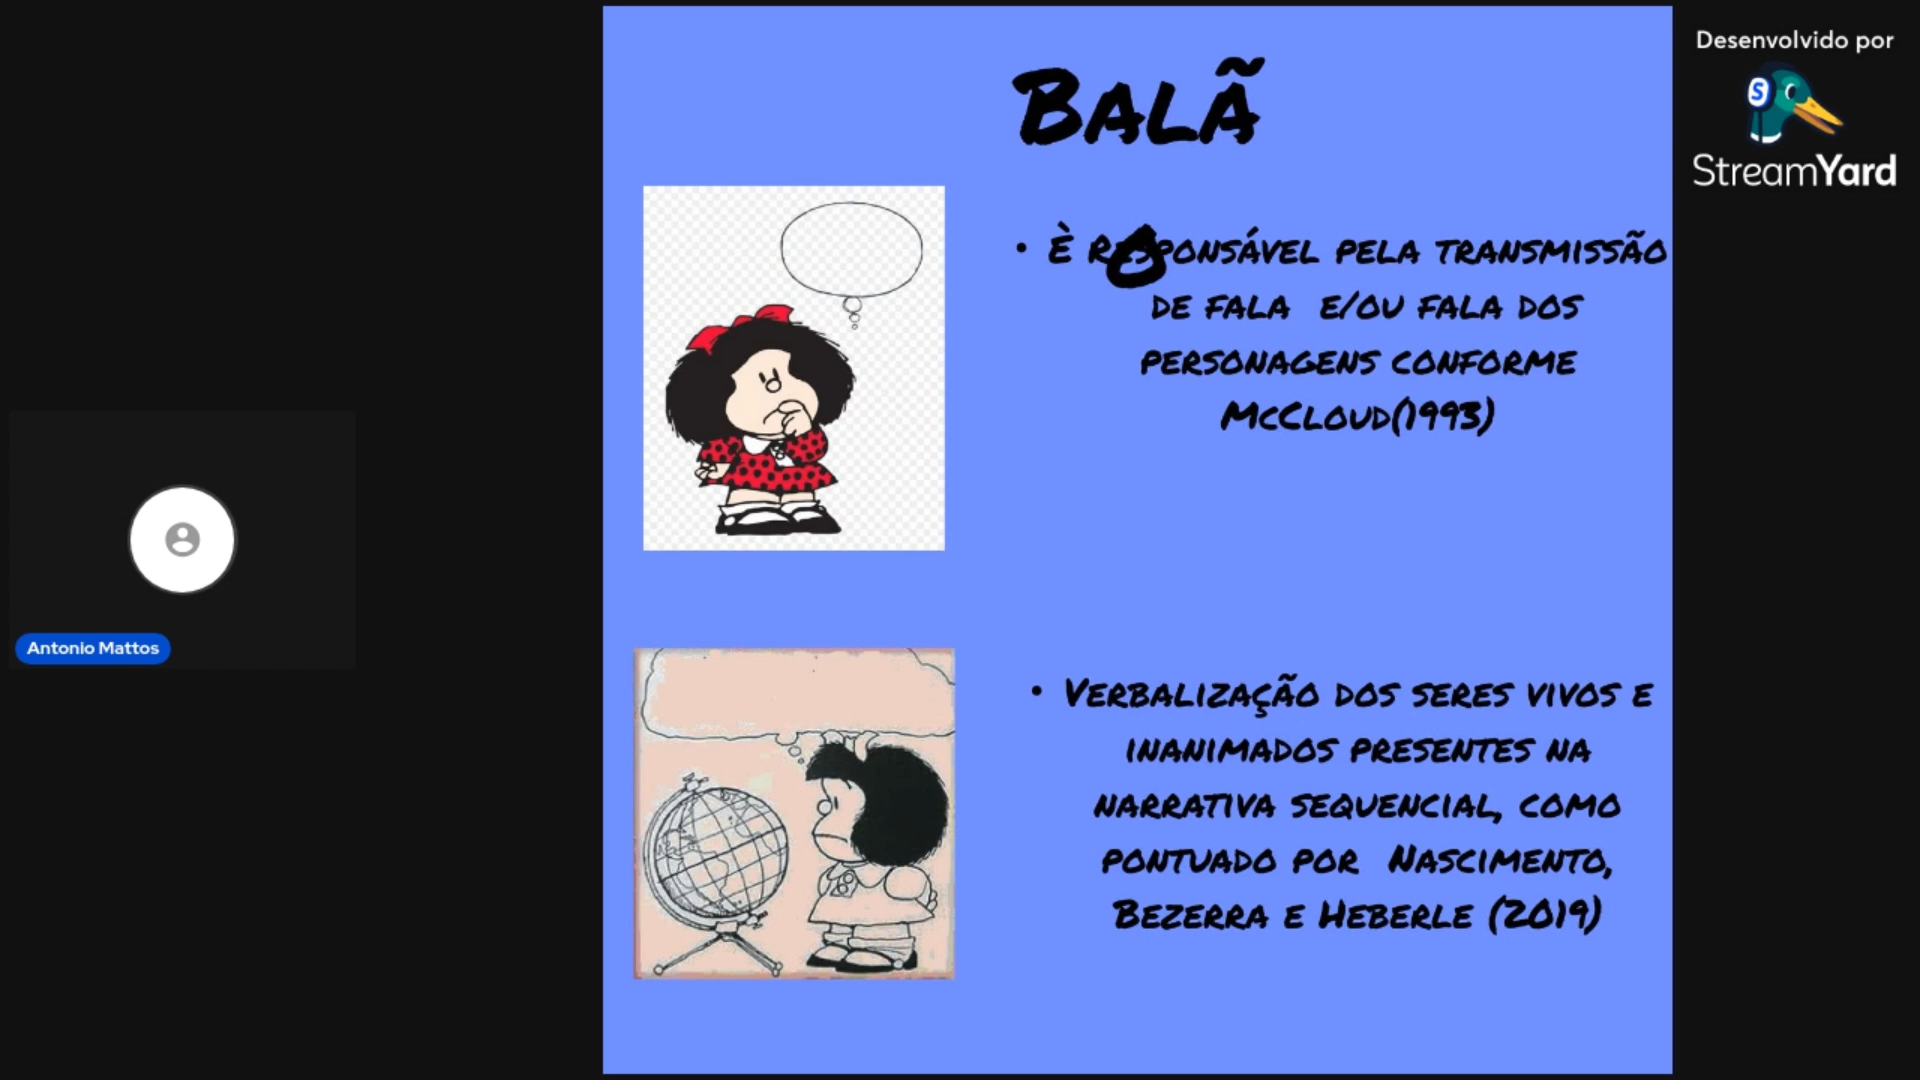 Desenvolvido por
StreamYard
Balã
o
• È responsável pela transmissão
de fala e/ou fala dos
personagens conforme
McCloud(1993)
• Verbalização dos seres vivos e
inanimados presentes na
narrativa sequencial, como
pontuado por Nascimento,
Bezerra e Heberle (2019)
Antonio Mattos